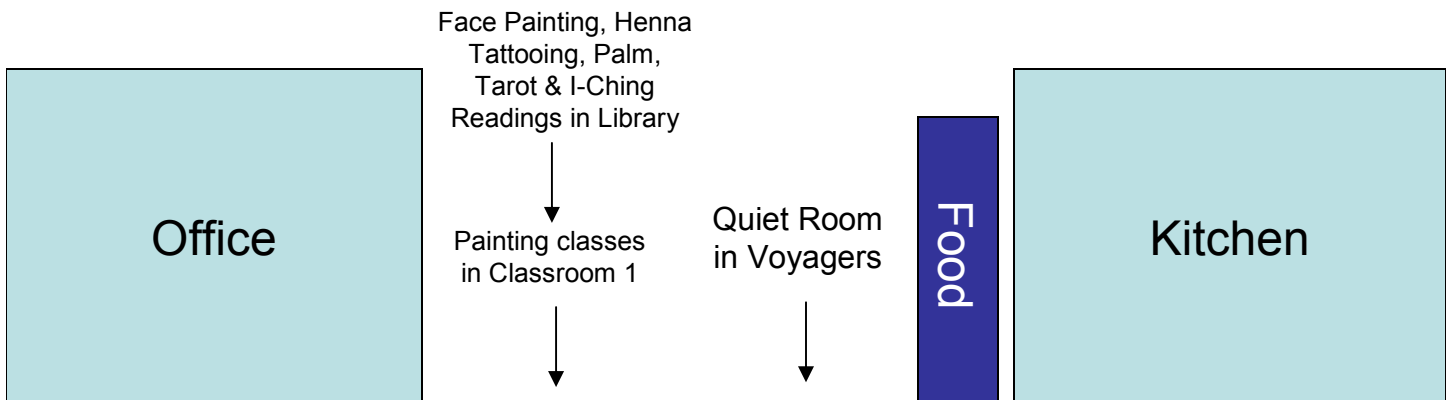 Face Painting, Henna
Tattooing, Palm,
Tarot & I-Ching
Readings in Library
Office
Painting classes
in Classroom 1
Quiet Room
in Voyagers
Food
Kitchen